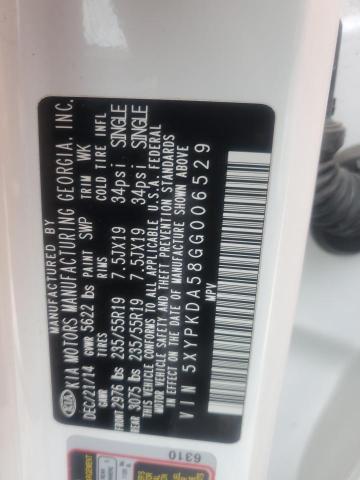 MANUFACTURED BY
KIA KIA MOTORS MANUFACTURING GEORGIA. INC.
DEC/21/14 GVWR 5622 lbs PAINT SWP TRIM WK
GAWR TIRES RIMS COLD TIRE INFL
FRONT 2976 lbs 235/55R19 7.5JX19 34psi SINGLE
REAR 3075 lbs 235/55R19 7.5JX19 34psi SINGLE
THIS VEHICLE CONFORMS TO ALL APPLICABLE U.S.A FEDERAL
MOTOR VEHICLE SAFETY AND THEFT PREVENTION STANDARDS
IN EFFECT ON THE DATE OF MANUFACTURE SHOWN ABOVE
VIN 5XYPKDA58GG006529
MPV
6310